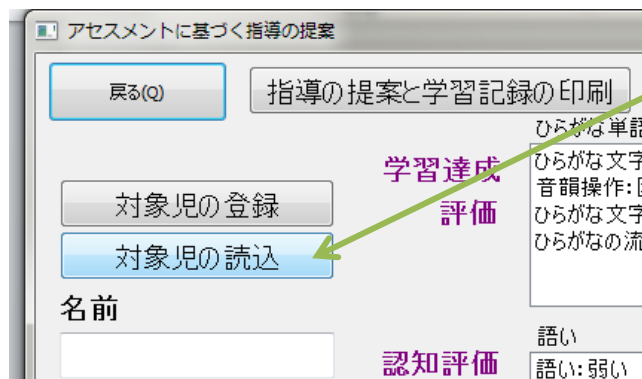 アセスメントに基づく指導の提案
戻る(Q)
指導の提案と学習記録の印刷
対象児の登録
対象児の読込
名前
学習達成
評価
ひらがな単語
ひらがな文字
音韻操作:
ひらがな文字
ひらがなの流
認知評価
語い
語い:弱い